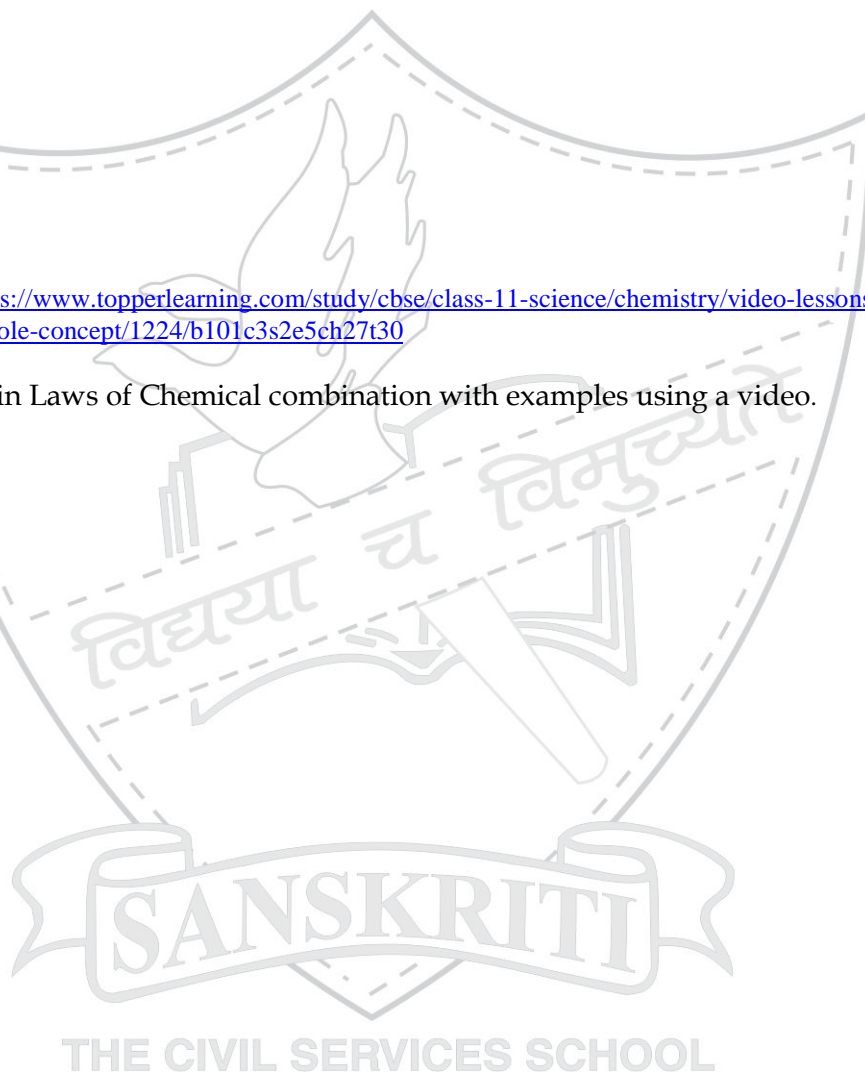 s://www.topperlearning.com/study/cbse/class-11-science/chemistry/video-lessons
ole-concept/1224/b101c3s2e5ch27t30
in Laws of Chemical combination with examples using a video.
विद्यया च विमुच्यते
SANSKRITI
THE CIVIL SERVICES SCHOOL